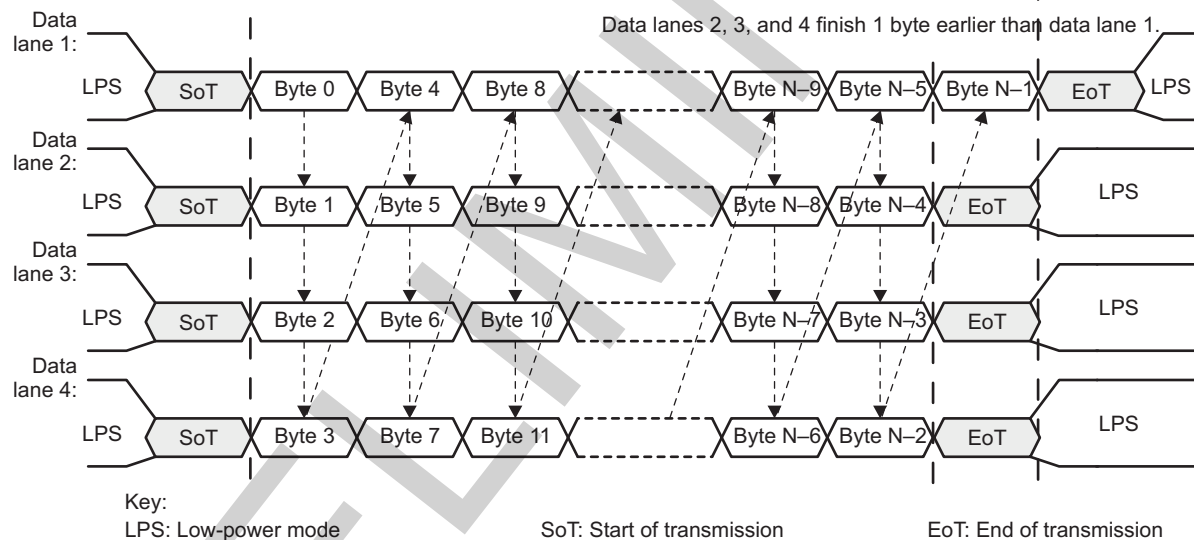 Data lanes 2, 3, and 4 finish 1 byte earlier than data lane 1.
Data
lane 1:
LPS SoT Byte 0 Byte 4 Byte 8 Byte N–9 Byte N–5 Byte N–1 EoT LPS
Data
lane 2:
LPS SoT Byte 1 Byte 5 Byte 9 Byte N–8 Byte N–4 EoT LPS
Data
lane 3:
LPS SoT Byte 2 Byte 6 Byte 10 Byte N–7 Byte N–3 EoT LPS
Data
lane 4:
LPS SoT Byte 3 Byte 7 Byte 11 Byte N–6 Byte N–2 EoT LPS
Key:
LPS: Low-power mode SoT: Start of transmission EoT: End of transmission